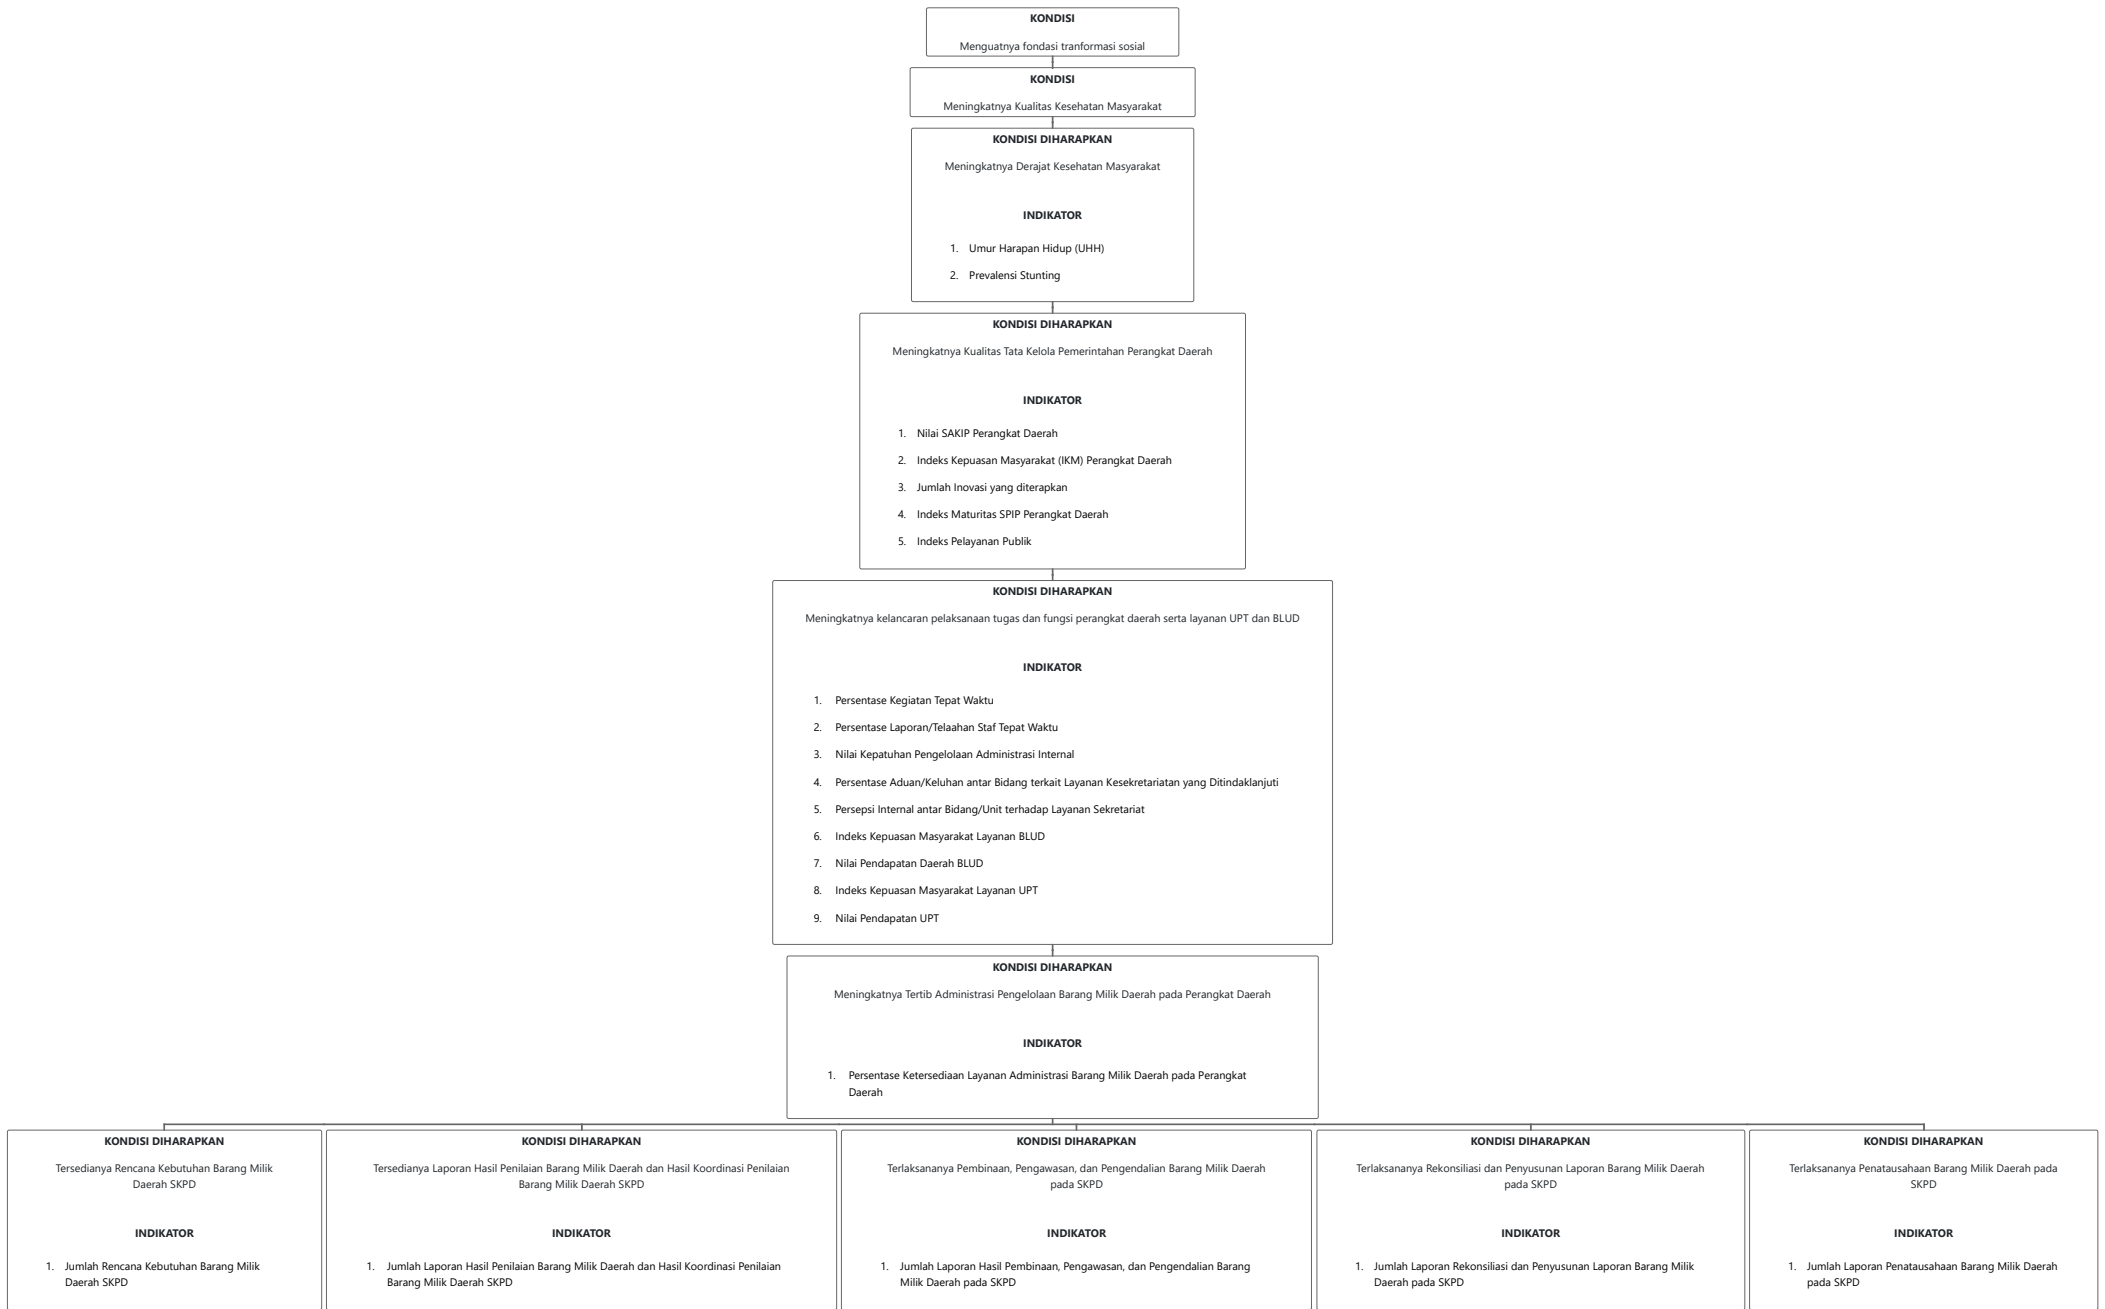 KONDISI
Menguatnya fondasi tranformasi sosial
KONDISI
Meningkatnya Kualitas Kesehatan Masyarakat
KONDISI DIHARAPKAN
Meningkatnya Derajat Kesehatan Masyarakat
INDIKATOR
1. Umur Harapan Hidup (UHH)
2. Prevalensi Stunting
KONDISI DIHARAPKAN
Meningkatnya Kualitas Tata Kelola Pemerintahan Perangkat Daerah
INDIKATOR
1. Nilai SAKIP Perangkat Daerah
2. Indeks Kepuasan Masyarakat (IKM) Perangkat Daerah
3. Jumlah Inovasi yang diterapkan
4. Indeks Maturitas SPIP Perangkat Daerah
5. Indeks Pelayanan Publik
KONDISI DIHARAPKAN
Meningkatnya kelancaran pelaksanaan tugas dan fungsi perangkat daerah serta layanan UPT dan BLUD
INDIKATOR
1. Persentase Kegiatan Tepat Waktu
2. Persentase Laporan/Telaahan Staf Tepat Waktu
3. Nilai Kepatuhan Pengelolaan Administrasi Internal
4. Persentase Aduan/Keluhan antar Bidang terkait Layanan Kesekretariatan yang Ditindaklanjuti
5. Persepsi Internal antar Bidang/Unit terhadap Layanan Sekretariat
6. Indeks Kepuasan Masyarakat Layanan BLUD
7. Nilai Pendapatan Daerah BLUD
8. Indeks Kepuasan Masyarakat Layanan UPT
9. Nilai Pendapatan UPT
KONDISI DIHARAPKAN
Meningkatnya Tertib Administrasi Pengelolaan Barang Milik Daerah pada Perangkat Daerah
INDIKATOR
1. Persentase Ketersediaan Layanan Administrasi Barang Milik Daerah pada Perangkat
Daerah
KONDISI DIHARAPKAN
Tersedianya Rencana Kebutuhan Barang Milik
Daerah SKPD
INDIKATOR
1. Jumlah Rencana Kebutuhan Barang Milik
Daerah SKPD
KONDISI DIHARAPKAN
Tersedianya Laporan Hasil Penilaian Barang Milik Daerah dan Hasil Koordinasi Penilaian
Barang Milik Daerah SKPD
INDIKATOR
1. Jumlah Laporan Hasil Penilaian Barang Milik Daerah dan Hasil Koordinasi Penilaian
Barang Milik Daerah SKPD
KONDISI DIHARAPKAN
Terlaksananya Pembinaan, Pengawasan, dan Pengendalian Barang Milik Daerah
pada SKPD
INDIKATOR
1. Jumlah Laporan Hasil Pembinaan, Pengawasan, dan Pengendalian Barang
Milik Daerah pada SKPD
KONDISI DIHARAPKAN
Terlaksananya Rekonsiliasi dan Penyusunan Laporan Barang Milik Daerah
pada SKPD
INDIKATOR
1. Jumlah Laporan Rekonsiliasi dan Penyusunan Laporan Barang Milik
Daerah pada SKPD
KONDISI DIHARAPKAN
Terlaksananya Penatausahaan Barang Milik Daerah pada
SKPD
INDIKATOR
1. Jumlah Laporan Penatausahaan Barang Milik Daerah
pada SKPD